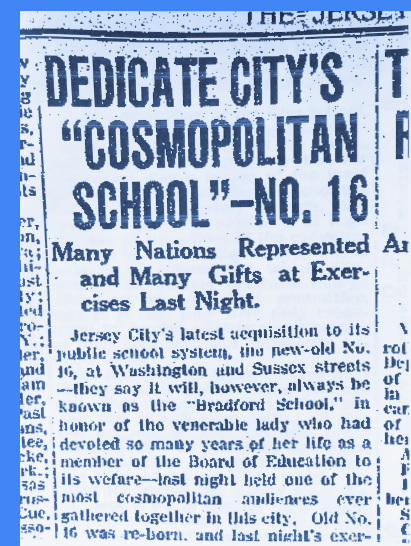 THE JERSEY
DEDICATE CITY'S
"COSMOPOLITAN
SCHOOL"—NO. 16
Many Nations Represented
and Many Gifts at Exer-
cises Last Night.
Jersey City's latest acquisition to its
public school system, the new-old No.
16, at Washington and Sussex streets
—they say it will, however, always be
known as the "Bradford School," in
honor of the venerable lady who had
devoted so many years of her life as a
member of the Board of Education to
its wefare—last night held one of the
most cosmopolitan audiences ever
gathered together in this city. Old No.
16 was re-born, and last night's exer-